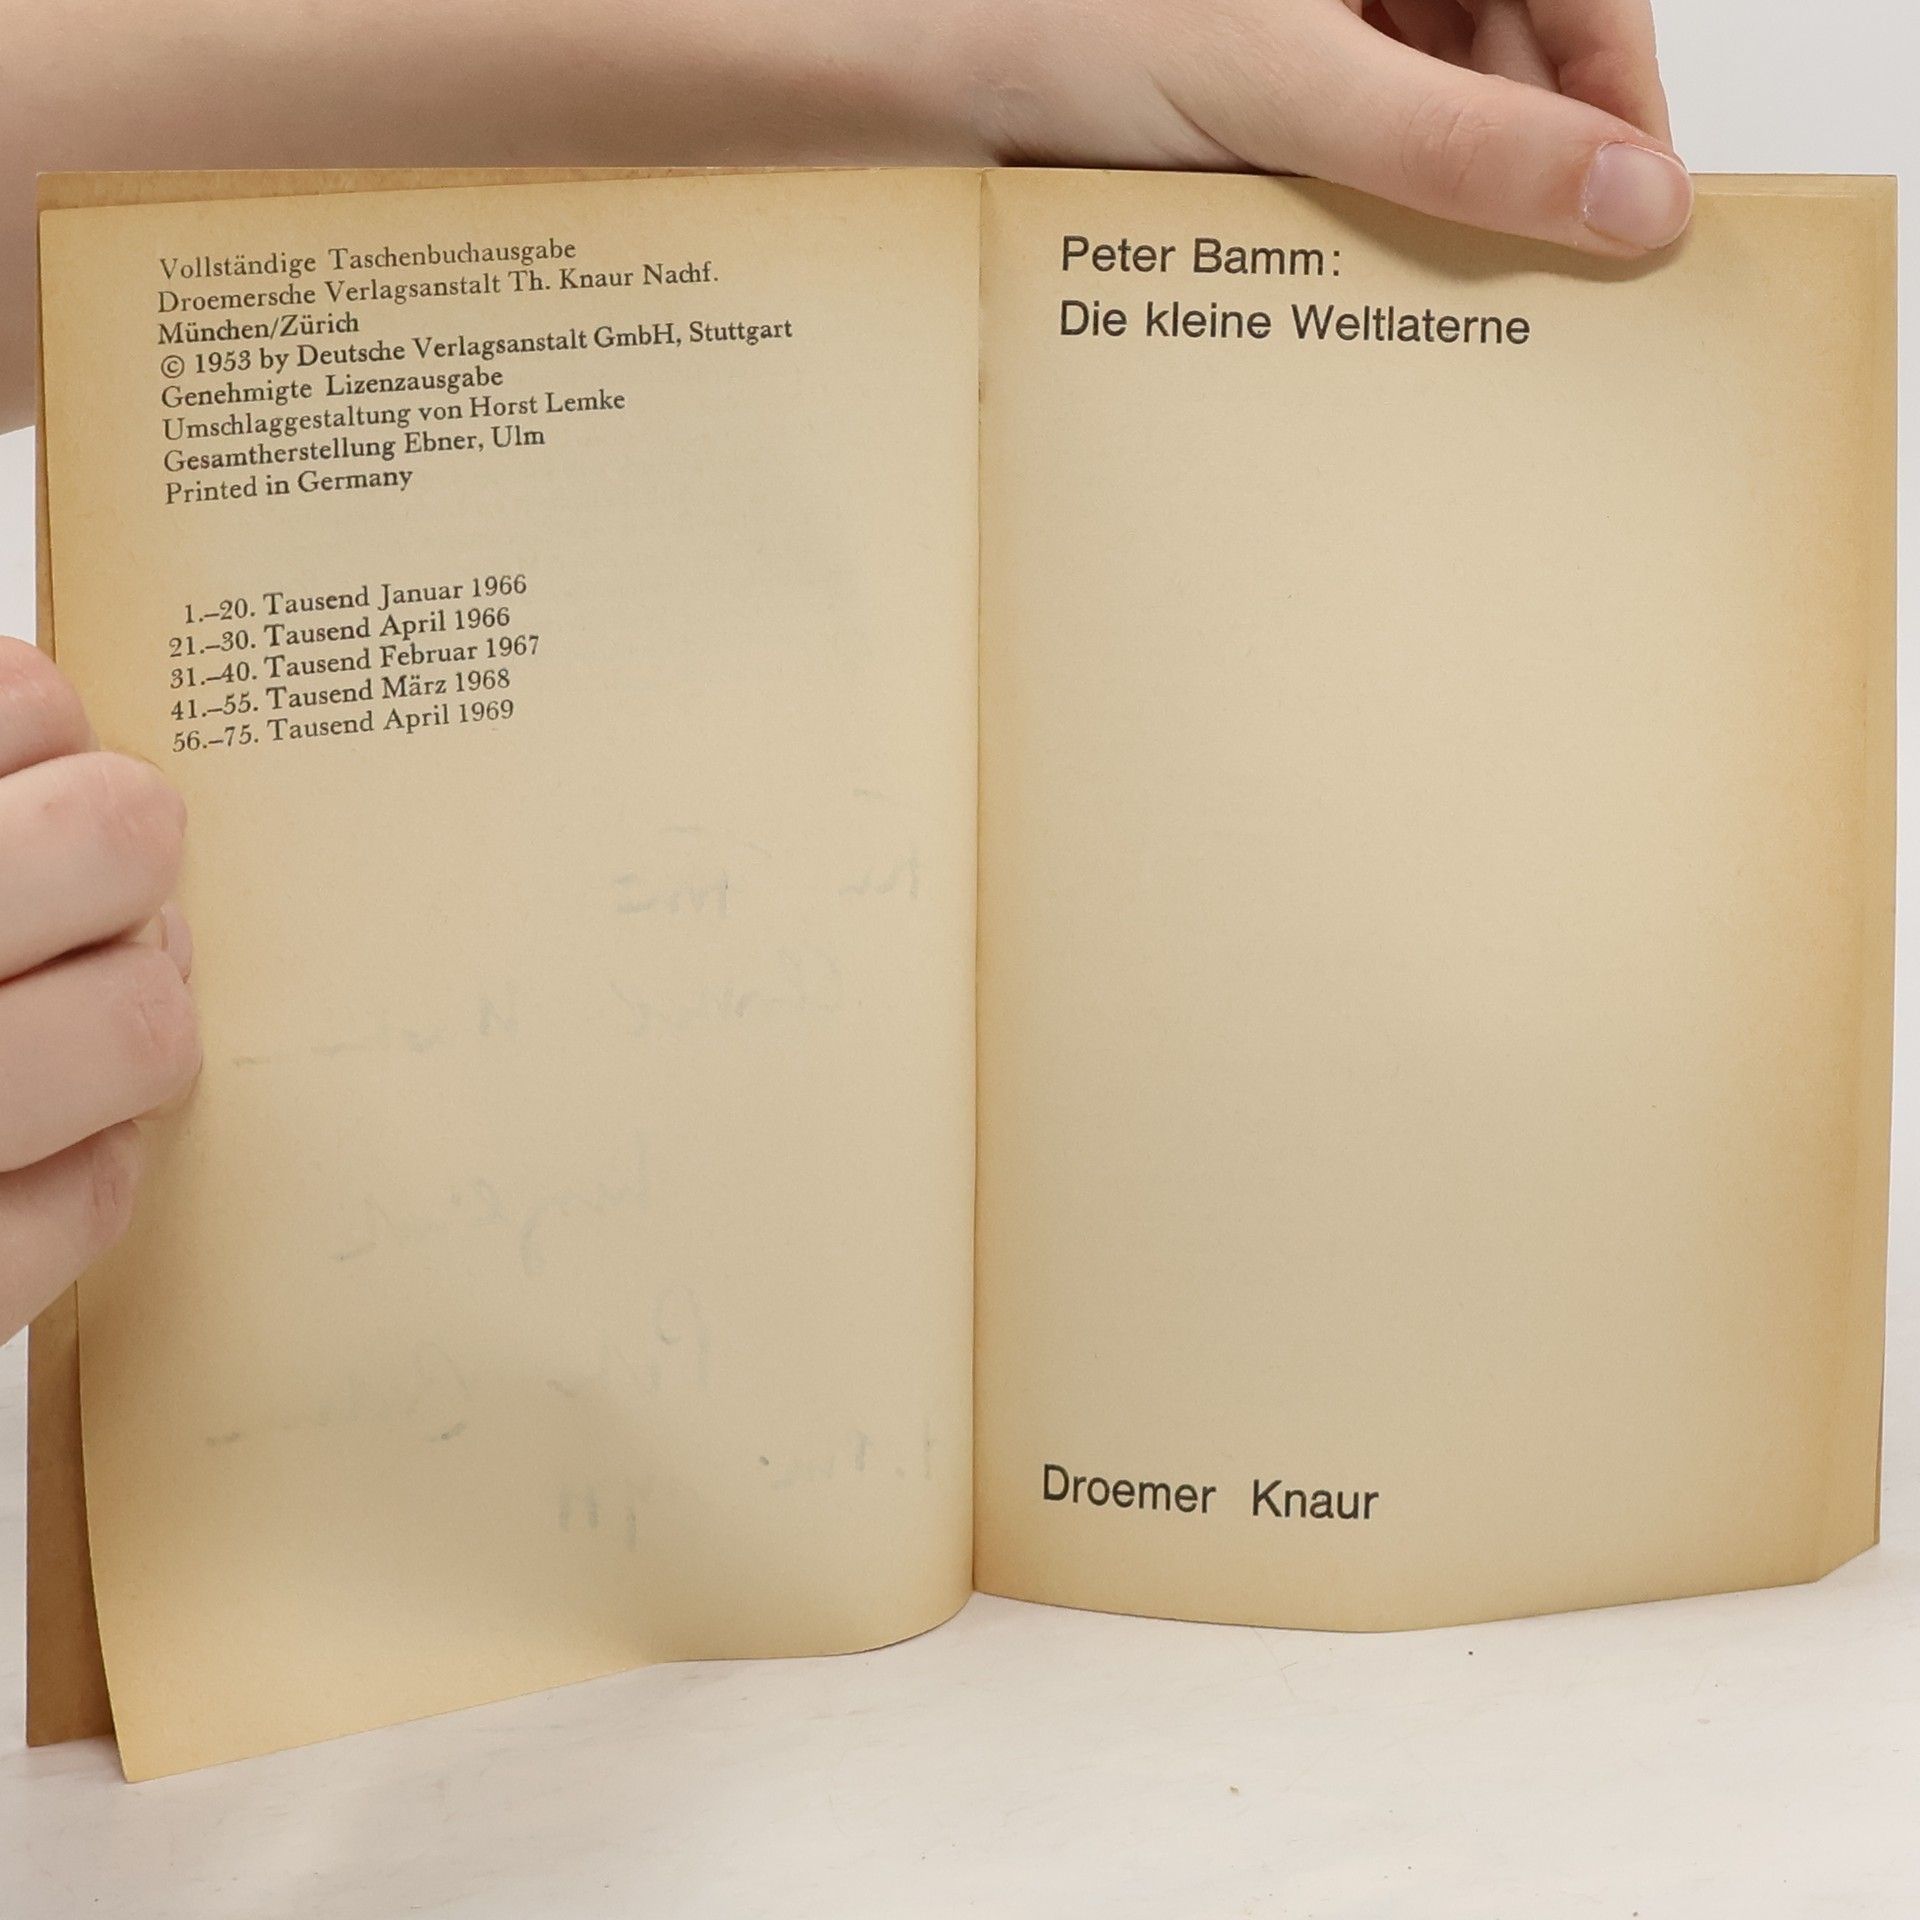 Vollständige Taschenbuchausgabe
Droemersche Verlagsanstalt Th. Knaur Nachf.
München/Zürich
© 1953 by Deutsche Verlagsanstalt GmbH, Stuttgart
Genehmigte Lizenzausgabe
Umschlaggestaltung von Horst Lemke
Gesamtherstellung Ebner, Ulm
Printed in Germany
1.–20. Tausend Januar 1966
21.–30. Tausend April 1966
31.–40. Tausend Februar 1967
41.–55. Tausend März 1968
56.–75. Tausend April 1969
Peter Bamm:
Die kleine Weltlaterne
Droemer Knaur